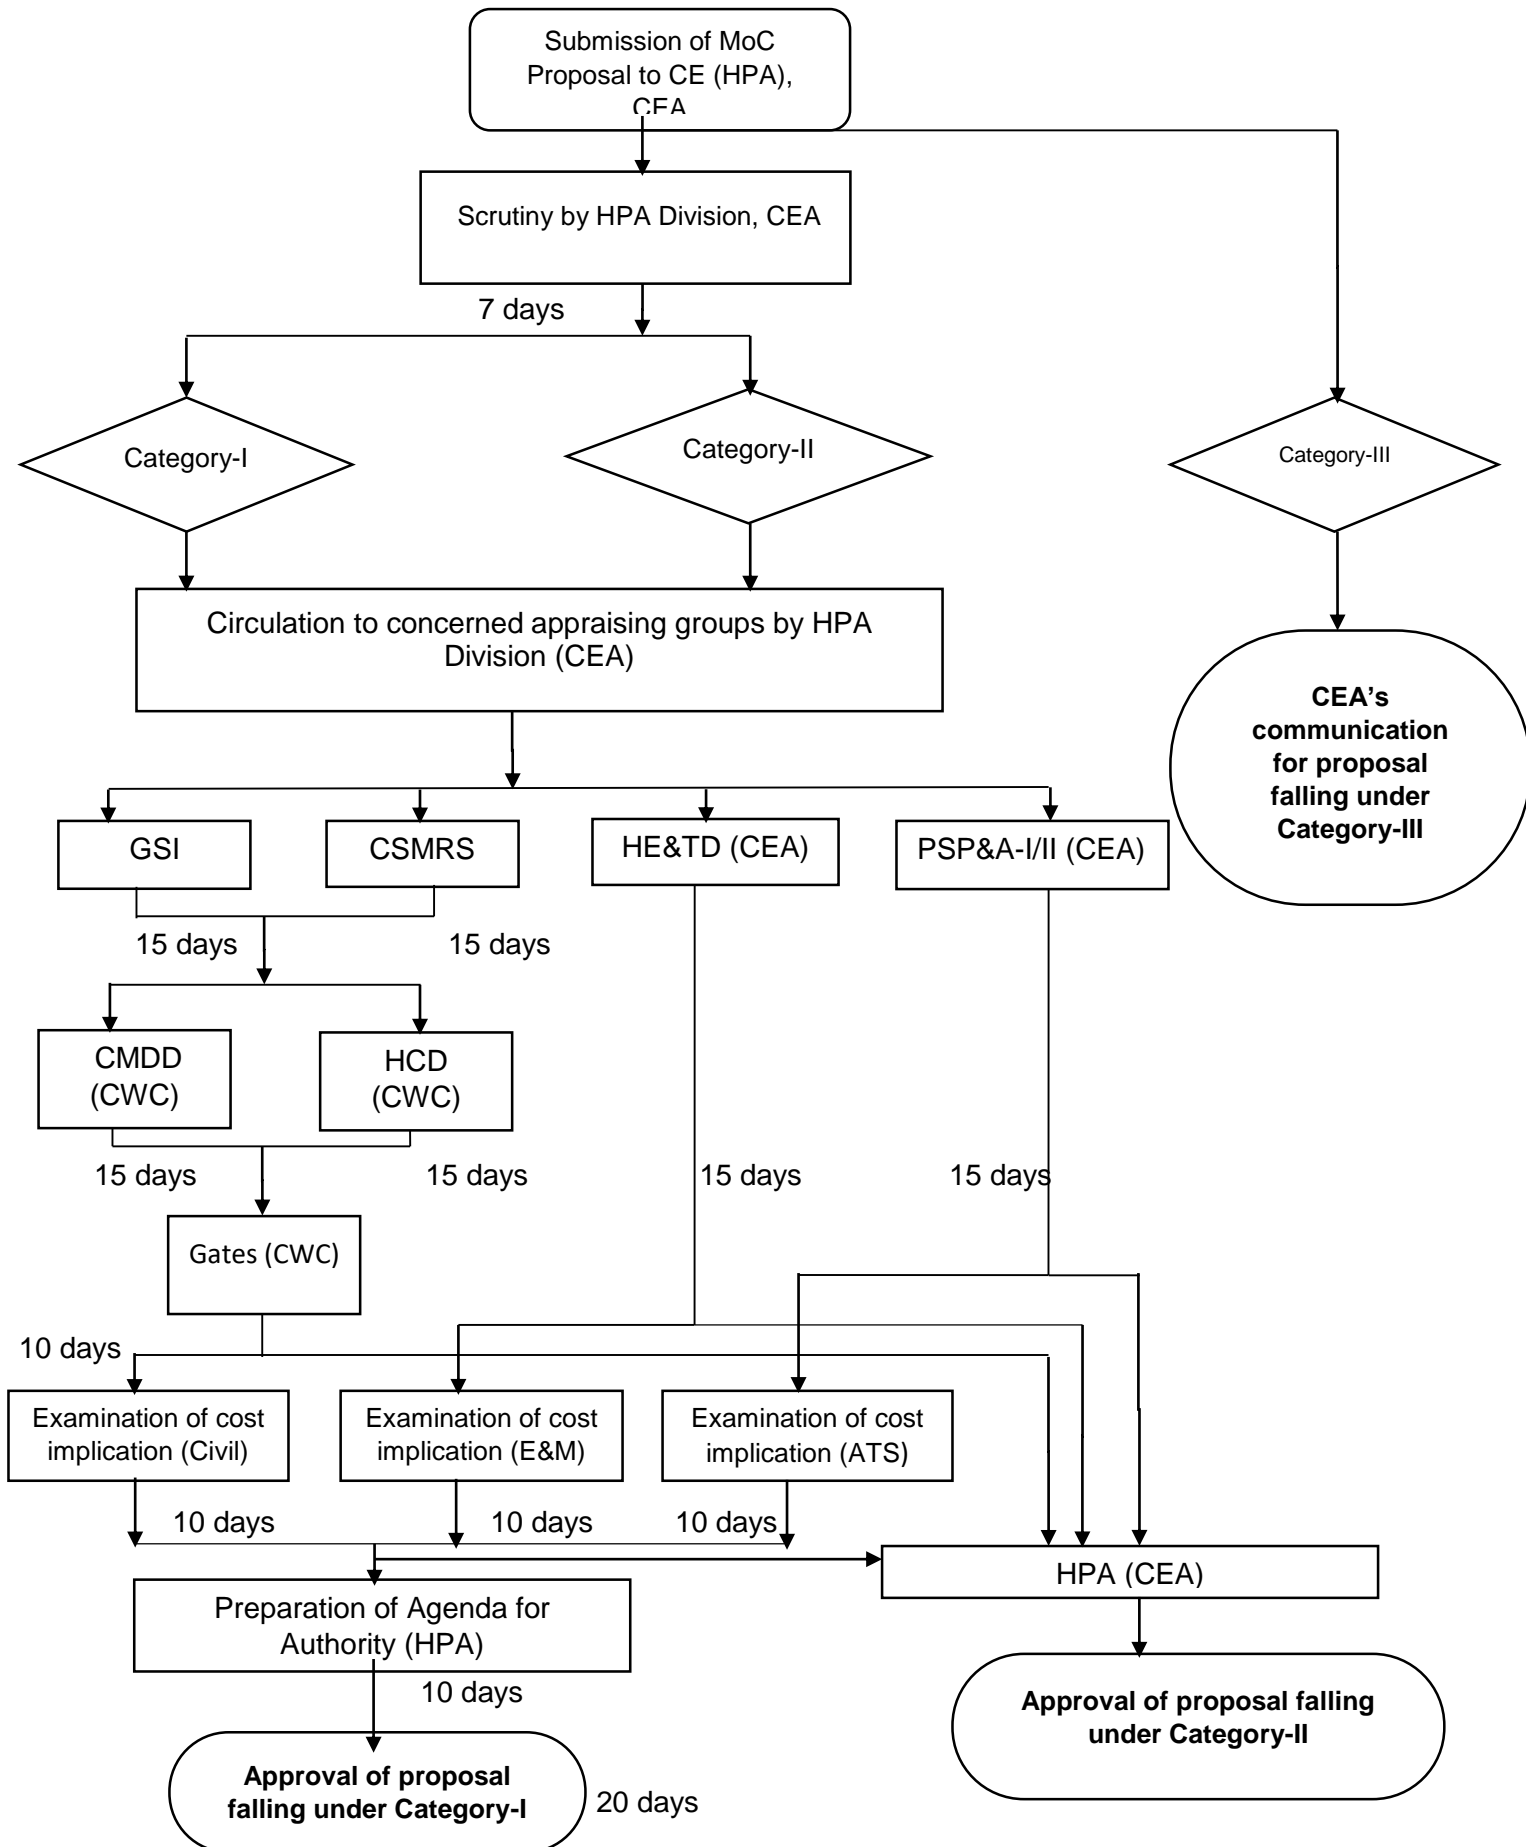 Submission of MoC
Proposal to CE (HPA),
CEA
Scrutiny by HPA Division, CEA
7 days
Category-I
Category-II
Category-III
Circulation to concerned appraising groups by HPA
Division (CEA)
CEA’s
communication
for proposal
falling under
Category-III
GSI
CSMRS
HE&TD (CEA)
PSP&A-I/II (CEA)
15 days
15 days
CMDD
(CWC)
HCD
(CWC)
15 days
15 days
15 days
15 days
Gates (CWC)
10 days
Examination of cost
implication (Civil)
Examination of cost
implication (E&M)
Examination of cost
implication (ATS)
10 days
10 days
10 days
HPA (CEA)
Preparation of Agenda for
Authority (HPA)
10 days
Approval of proposal falling
under Category-II
Approval of proposal
falling under Category-I
20 days